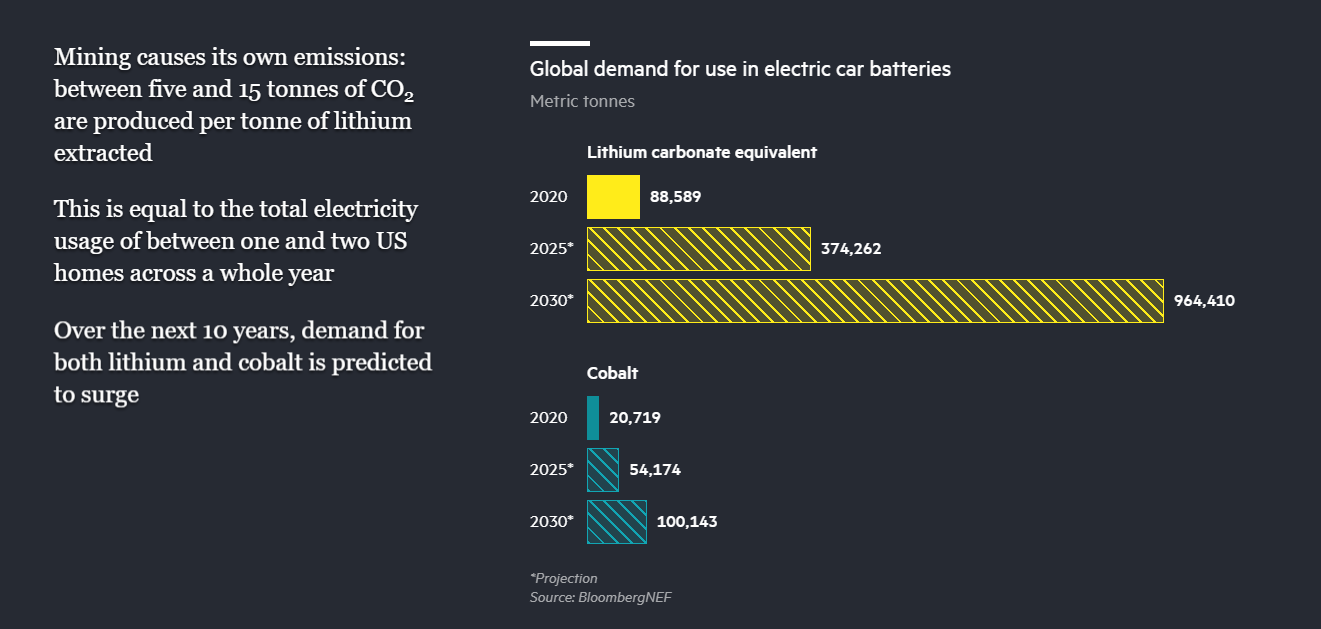 Mining causes its own emissions:
between five and 15 tonnes of CO₂
are produced per tonne of lithium
extracted
This is equal to the total electricity
usage of between one and two US
homes across a whole year
Over the next 10 years, demand for
both lithium and cobalt is predicted
to surge
Global demand for use in electric car batteries
Metric tonnes
Lithium carbonate equivalent
2020 88,589
2025* 374,262
2030* 964,410
Cobalt
2020 20,719
2025* 54,174
2030* 100,143
*Projection
Source: BloombergNEF